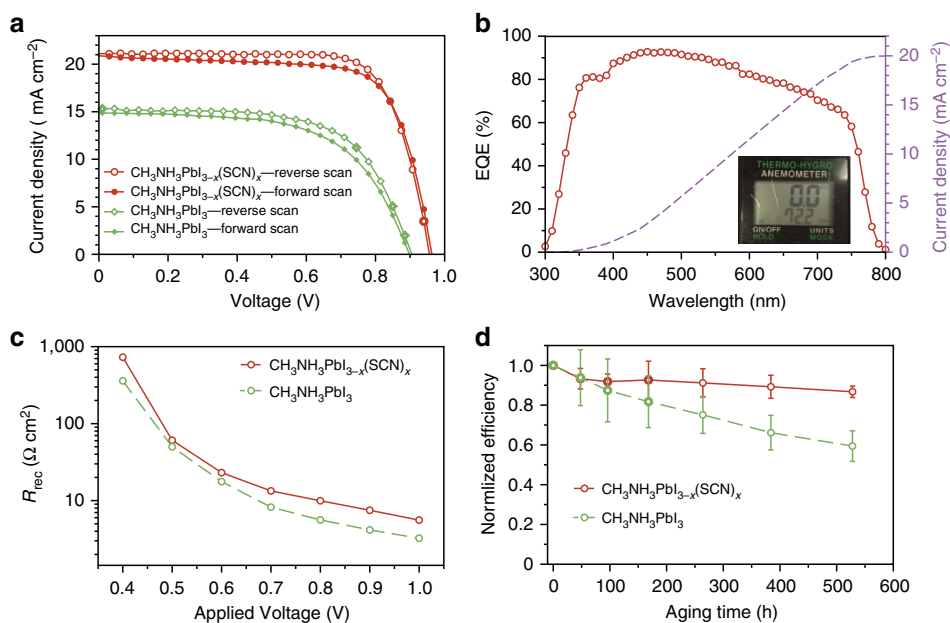 a
Current density ( mA cm⁻²)
20
15
10
5
0
0
0.2
0.4
0.6
0.8
1.0
Voltage (V)
CH₃NH₃PbI₃₋ₓ(SCN)ₓ—reverse scan
CH₃NH₃PbI₃₋ₓ(SCN)ₓ—forward scan
CH₃NH₃PbI₃—reverse scan
CH₃NH₃PbI₃—forward scan
b
EQE (%)
100
80
60
40
20
0
300
400
500
600
700
800
Wavelength (nm)
20
15
10
5
0
Current density (mA cm⁻²)
THERMO-HYGRO
ANEMOMETER
0.0
72.2
ON/OFF
UNITS
HOLD
MODE
c
R_rec (Ω cm²)
1,000
100
10
0.4
0.5
0.6
0.7
0.8
0.9
1.0
Applied Voltage (V)
CH₃NH₃PbI₃₋ₓ(SCN)ₓ
CH₃NH₃PbI₃
d
Normlized efficiency
1.0
0.8
0.6
0.4
0.2
0
0
100
200
300
400
500
600
Aging time (h)
CH₃NH₃PbI₃₋ₓ(SCN)ₓ
CH₃NH₃PbI₃